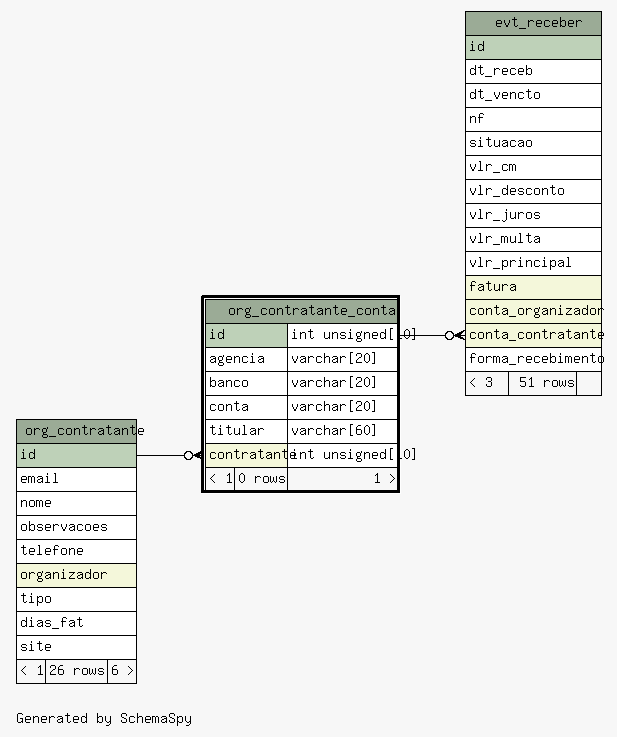 evt_receber
id
dt_receb
dt_vencto
nf
situacao
vlr_cm
vlr_desconto
vlr_juros
vlr_multa
vlr_principal
fatura
conta_organizador
conta_contratante
forma_recebimento
< 3 51 rows
org_contratante_conta
id int unsigned[10]
agencia varchar[20]
banco varchar[20]
conta varchar[20]
titular varchar[60]
contratante int unsigned[10]
< 1 0 rows 1 >
org_contratante
id
email
nome
observacoes
telefone
organizador
tipo
dias_fat
site
< 1 26 rows 6 >
Generated by SchemaSpy